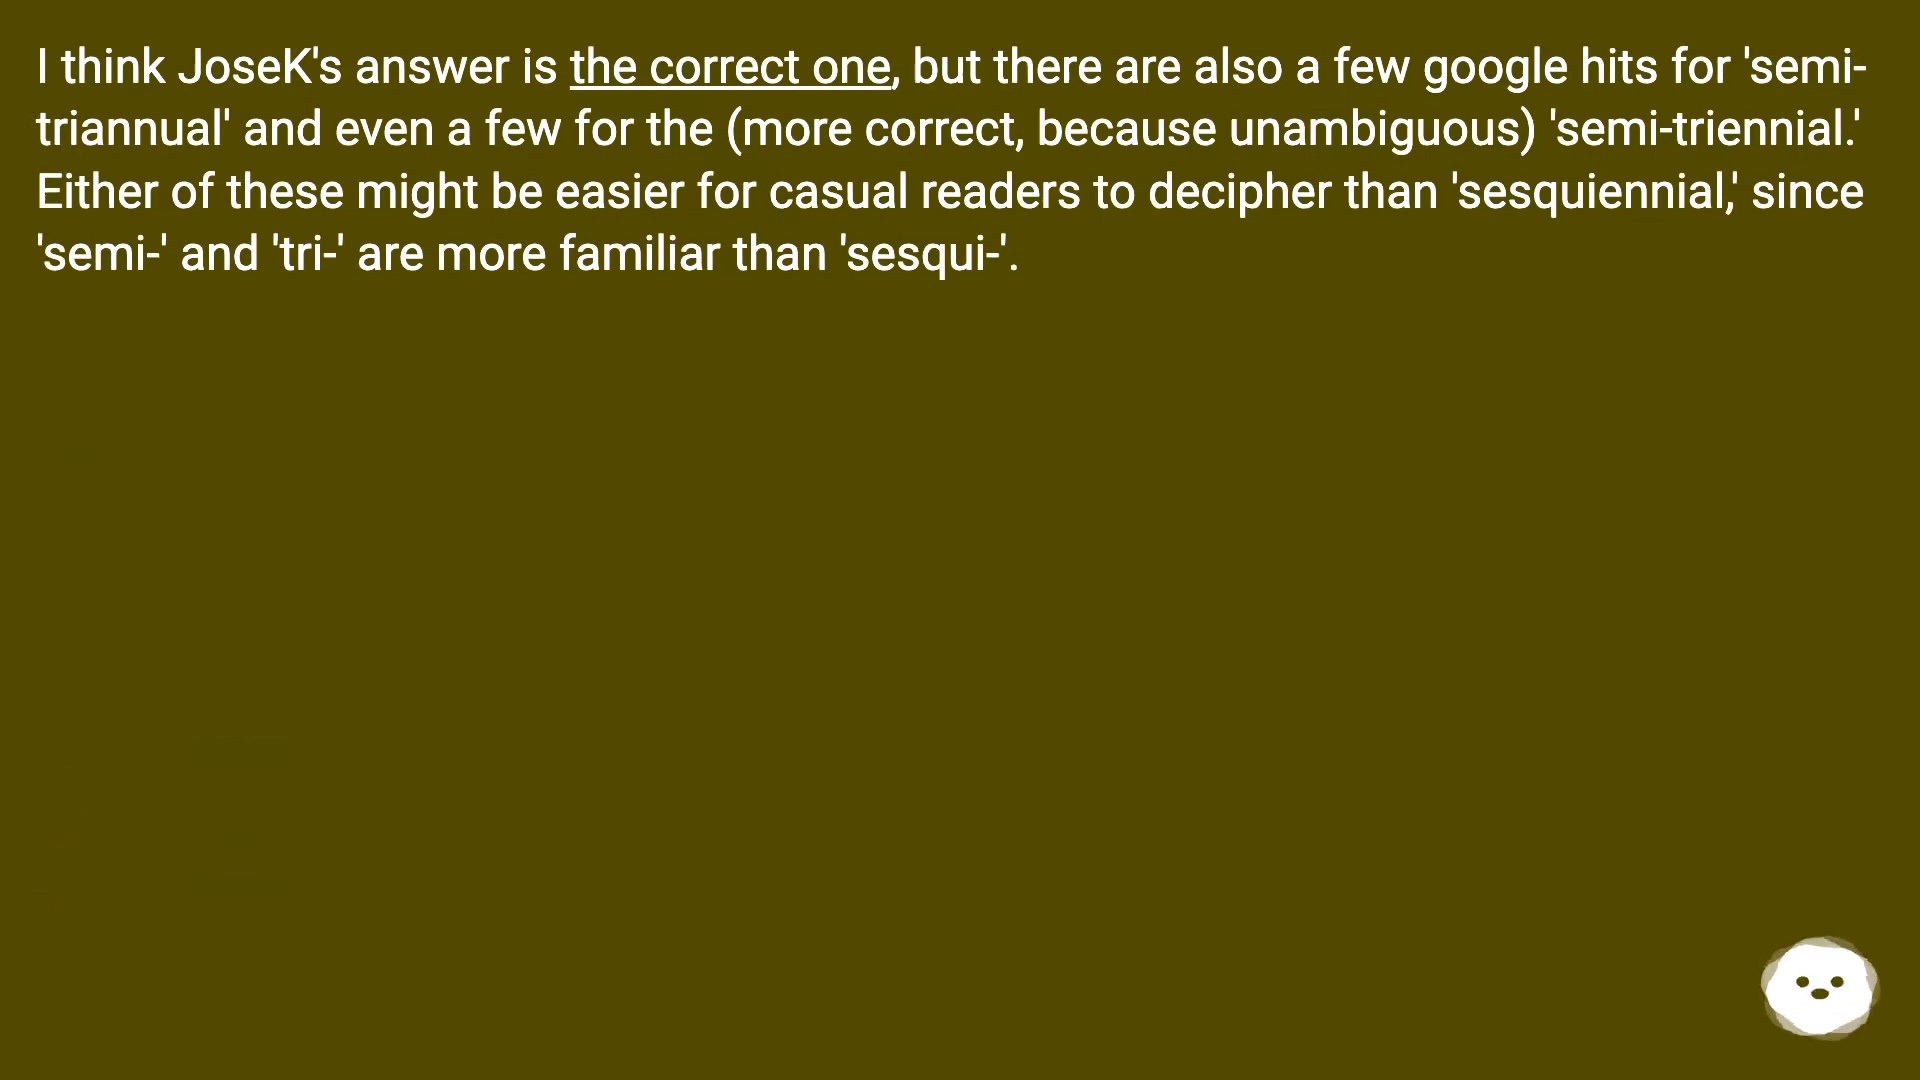 I think JoseK's answer is the correct one, but there are also a few google hits for 'semi-
triannual' and even a few for the (more correct, because unambiguous) 'semi-triennial.'
Either of these might be easier for casual readers to decipher than 'sesquiennial,' since
'semi-' and 'tri-' are more familiar than 'sesqui-'.